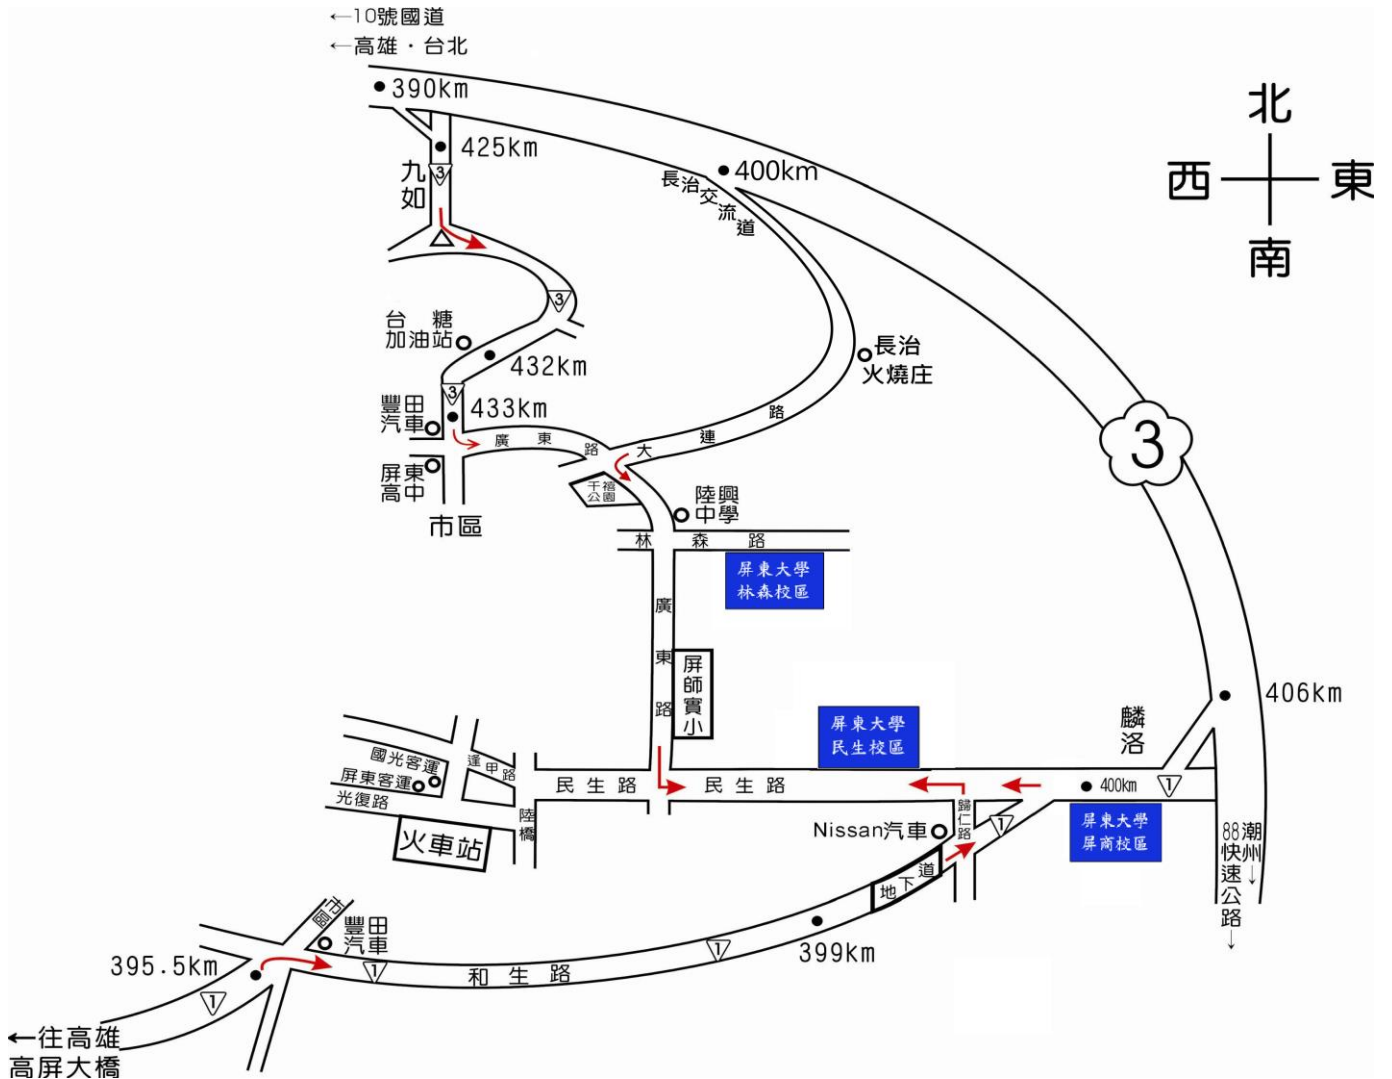 ←10號國道
←高雄・台北
390km
425km
九如
3
400km
長治交流道
北
西
東
南
3
台糖
加油站
432km
長治
火燒庄
3
433km
豐田
汽車
廣東路
大連路
3
屏東
高中
市區
千禧
公園
陸興
中學
林森路
屏東大學
林森校區
廣東路
屏師實小
406km
麟洛
屏東大學
民生校區
國光客運
屏東客運
光復路
逢甲路
民生路
民生路
400km
1
陸橋
火車站
Nissan汽車
歸仁路
1
屏東大學
屏商校區
潮州→
88快速公路→
地下道
市區
豐田
汽車
399km
395.5km
1
和生路
1
1
←往高雄
高屏大橋